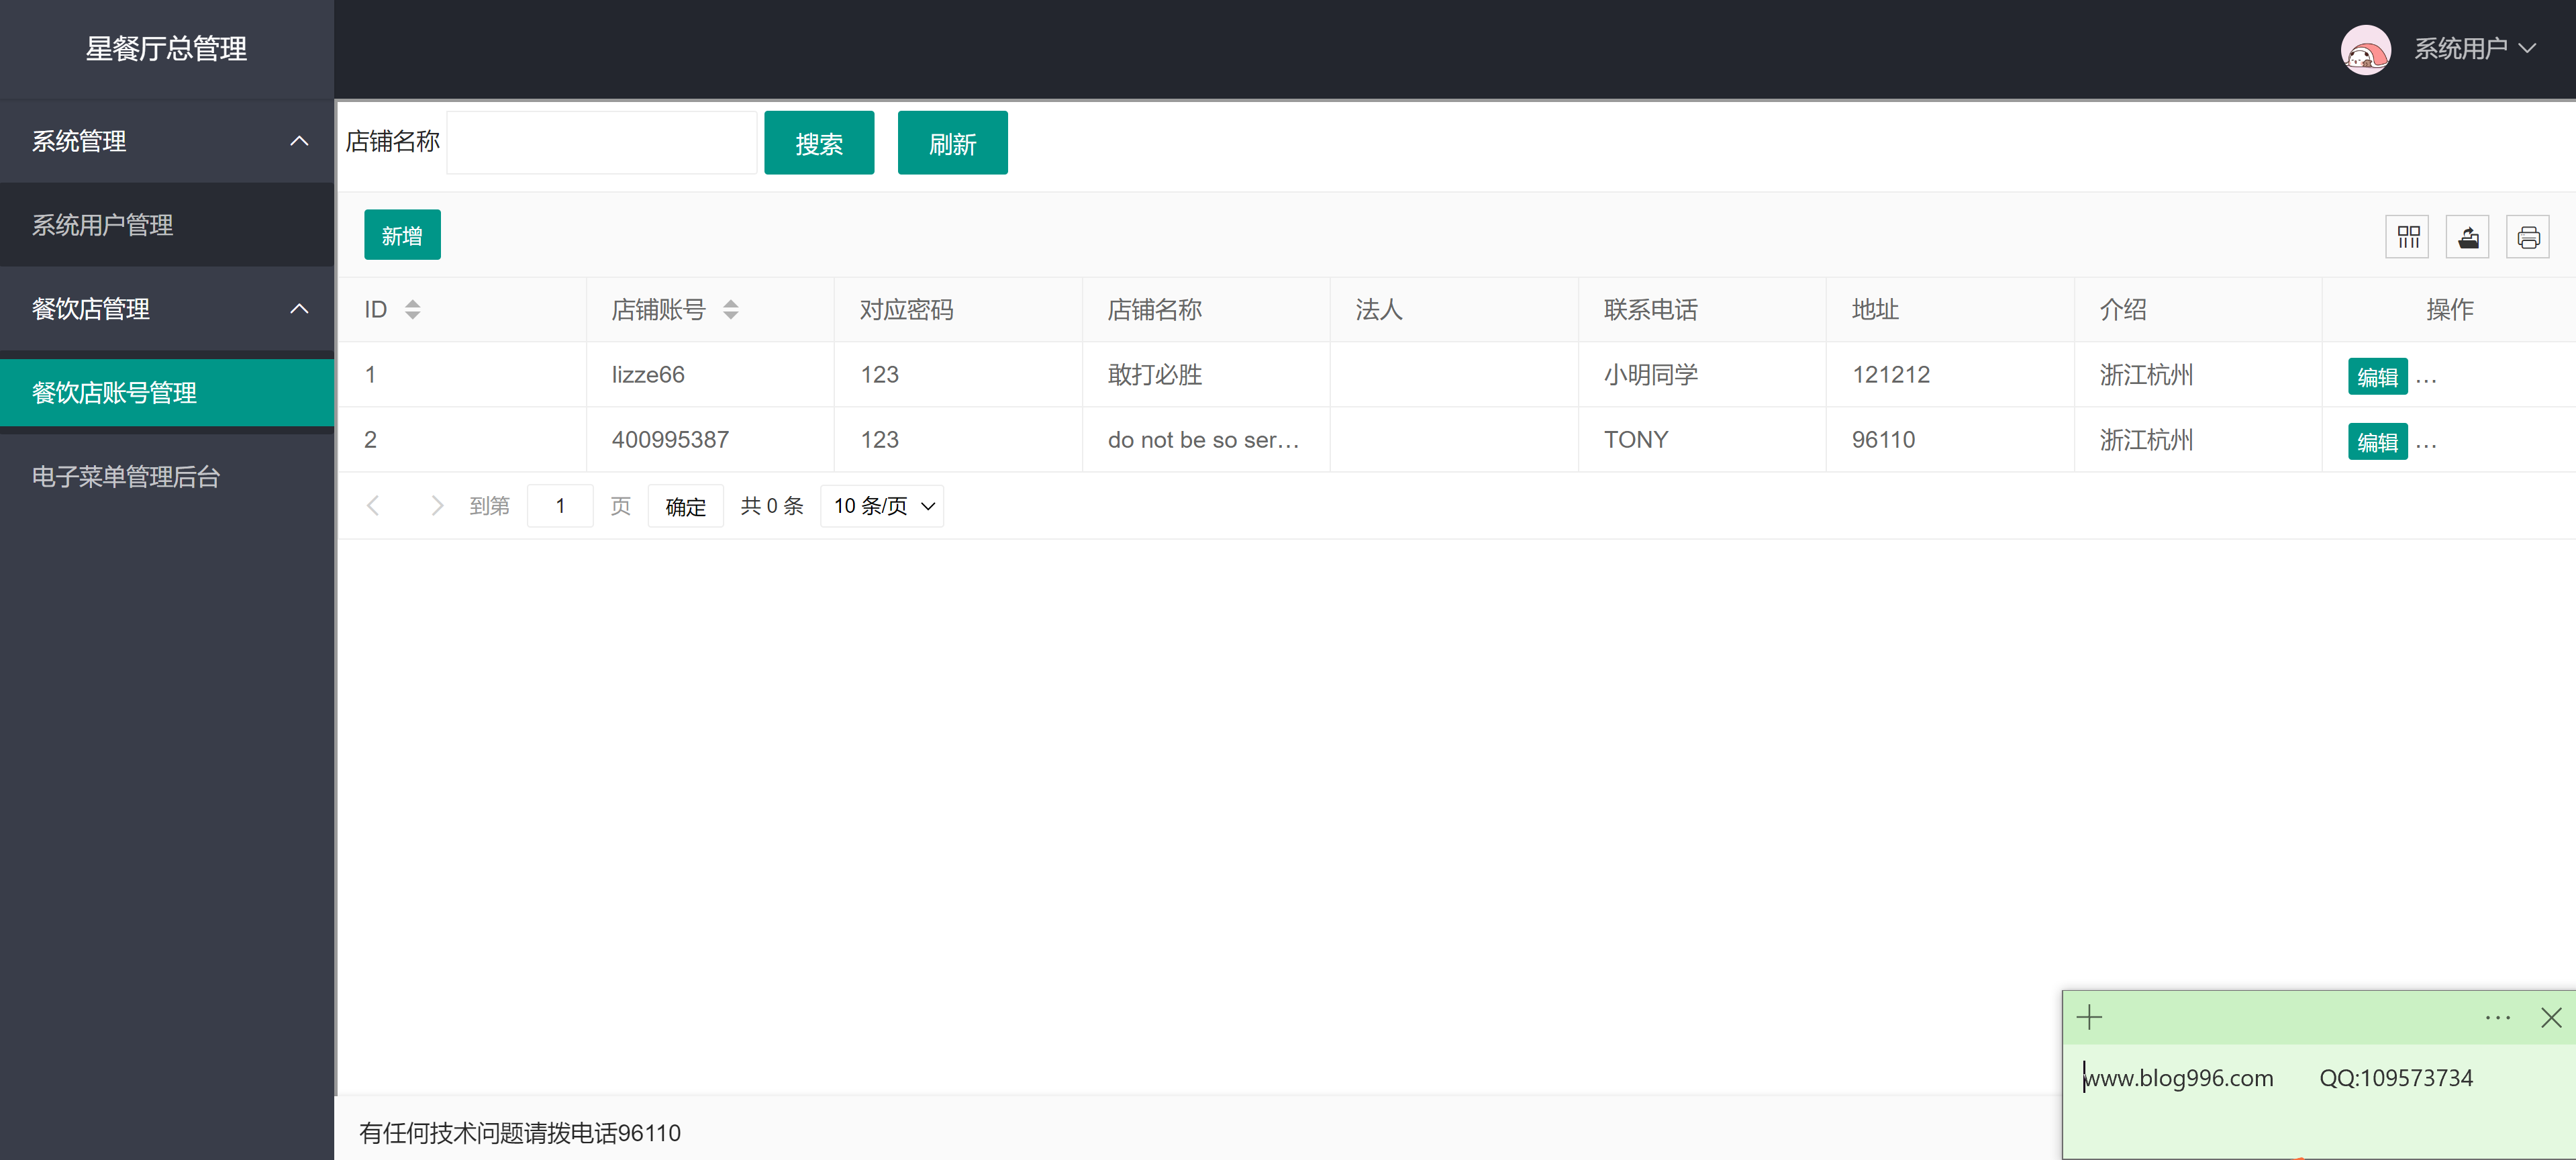 星餐厅总管理
系统用户
系统管理
系统用户管理
餐饮店管理
餐饮店账号管理
电子菜单管理后台
店铺名称 搜索 刷新
新增
ID 店铺账号 对应密码 店铺名称 法人 联系电话 地址 介绍 操作
1 lizze66 123 敢打必胜 小明同学 121212 浙江杭州 编辑 ...
2 400995387 123 do not be so ser... TONY 96110 浙江杭州 编辑 ...
到第 1 页 确定 共 0 条 10 条/页
www.blog996.com QQ:109573734
有任何技术问题请拨电话96110